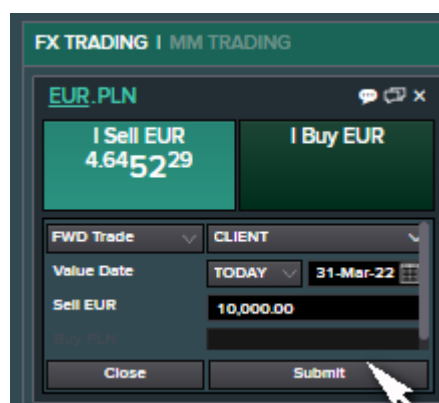 FX TRADING | MM TRADING
EUR.PLN
I Sell EUR I Buy EUR
4.645229
FWD Trade CLIENT
Value Date TODAY 31-Mar-22
Sell EUR 10,000.00
Buy PLN
Close Submit